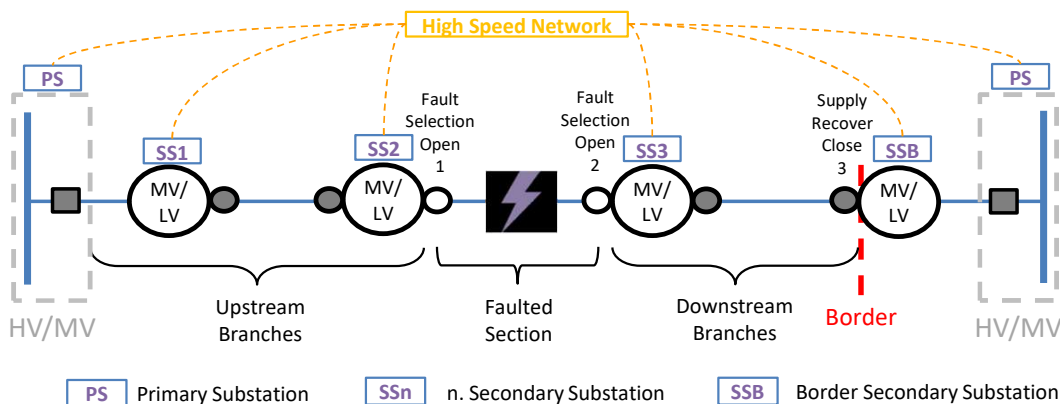 High Speed Network
PS
PS
Fault
Selection
Open
1
Fault
Selection
Open
2
Supply
Recover
Close
3
SS1
SS2
SS3
SSB
MV/
LV
MV/
LV
MV/
LV
MV/
LV
Upstream
Branches
Faulted
Section
Downstream
Branches
Border
HV/MV
HV/MV
PS Primary Substation
SSn n. Secondary Substation
SSB Border Secondary Substation